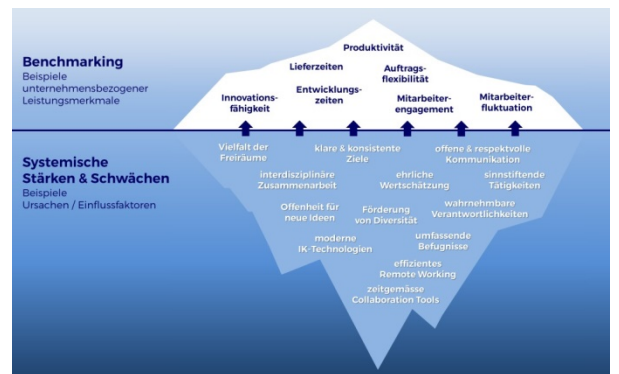 Benchmarking
Beispiele
unternehmensbezogener
Leistungsmerkmale
Produktivität
Lieferzeiten
Auftrags-
flexibilität
Innovations-
fähigkeit
Entwicklungs-
zeiten
Mitarbeiter-
engagement
Mitarbeiter-
fluktuation
Systemische
Stärken & Schwächen
Beispiele
Ursachen / Einflussfaktoren
Vielfalt der
Freiräume
klare & konsistente
Ziele
offene & respektvolle
Kommunikation
interdisziplinäre
Zusammenarbeit
ehrliche
Wertschätzung
sinnstiftende
Tätigkeiten
Offenheit für
neue Ideen
Förderung
von Diversität
wahrnehmbare
Verantwortlichkeiten
moderne
IK-Technologien
umfassende
Befugnisse
effizientes
Remote Working
zeitgemässe
Collaboration Tools